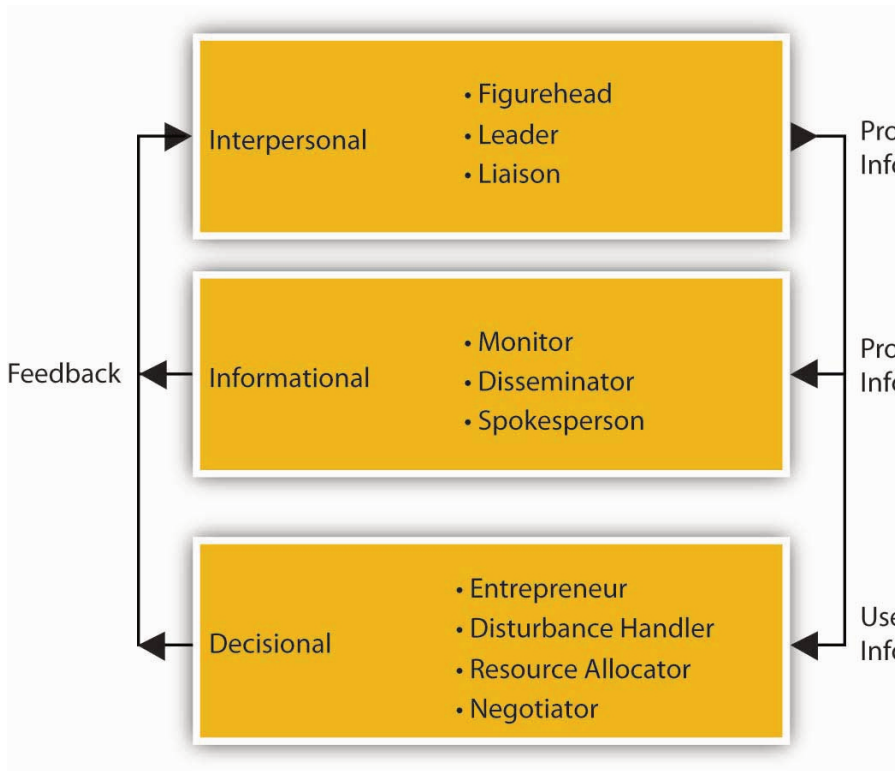 Interpersonal
• Figurehead
• Leader
• Liaison
Feedback
Informational
• Monitor
• Disseminator
• Spokesperson
Decisional
• Entrepreneur
• Disturbance Handler
• Resource Allocator
• Negotiator